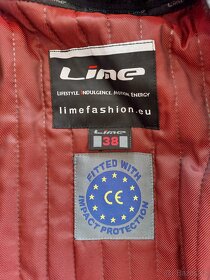 Lime
LIFESTYLE. INDULGENCE. MOTION. ENERGY
limefashion.eu
Lime
38
FITTED WITH
CE
IMPACT PROTECTION